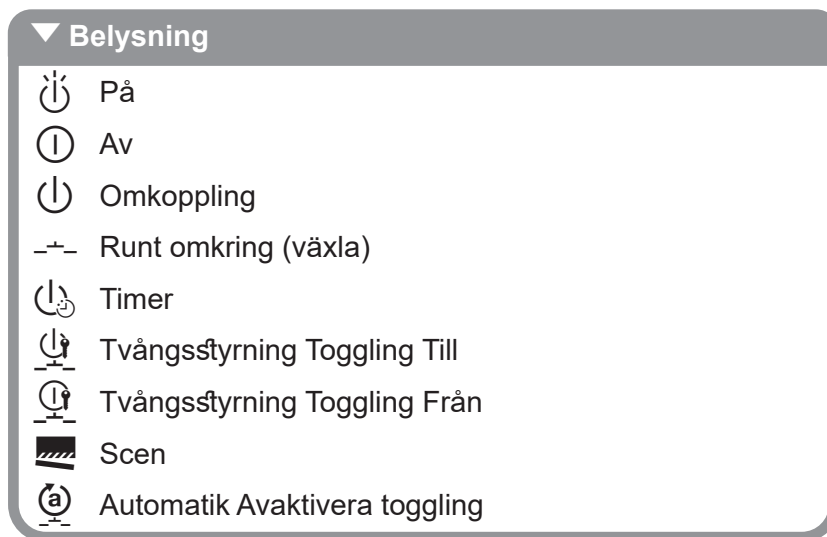 Belysning
På
Av
Omkoppling
Runt omkring (växla)
Timer
Tvångsstyrning Toggling Till
Tvångsstyrning Toggling Från
Scen
Automatik Avaktivera toggling